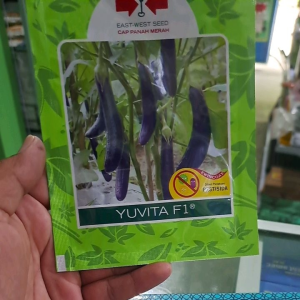 EAST WEST SEED
CAP PANAH MERAH
YUVITA F1®